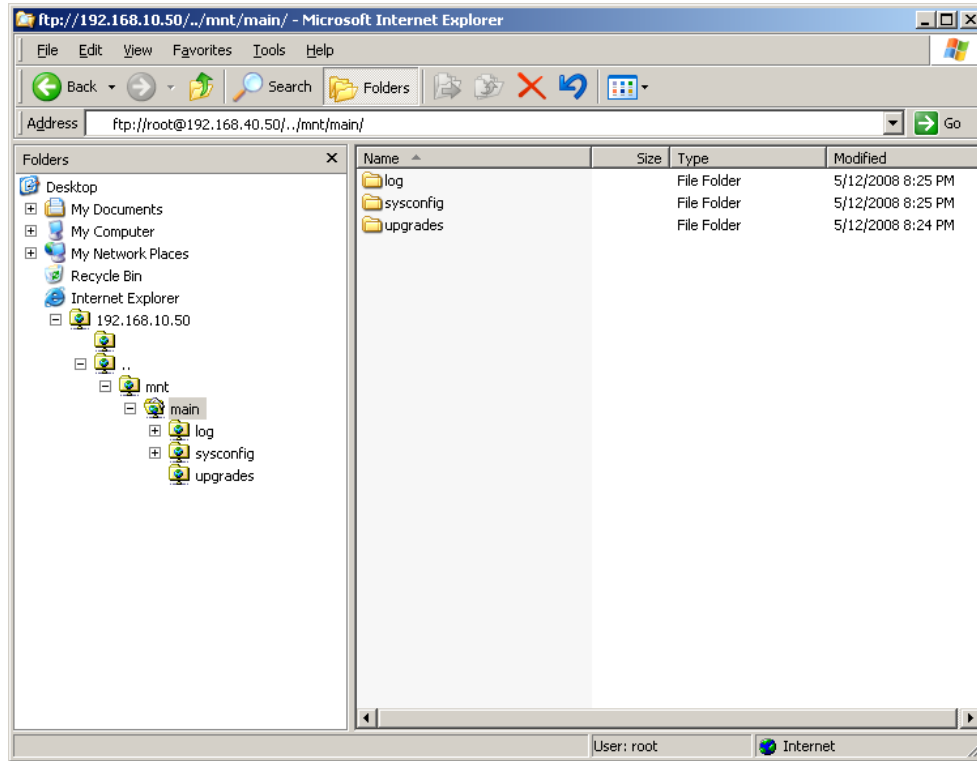 ftp://192.168.10.50/../mnt/main/ - Microsoft Internet Explorer
File Edit View Favorites Tools Help
Back Search Folders
Address ftp://root@192.168.40.50/../mnt/main/ Go
Folders x Name Size Type Modified
Desktop
My Documents
My Computer
My Network Places
Recycle Bin
Internet Explorer
192.168.10.50
..
mnt
main
log
sysconfig
upgrades
log File Folder 5/12/2008 8:25 PM
sysconfig File Folder 5/12/2008 8:25 PM
upgrades File Folder 5/12/2008 8:24 PM
User: root Internet